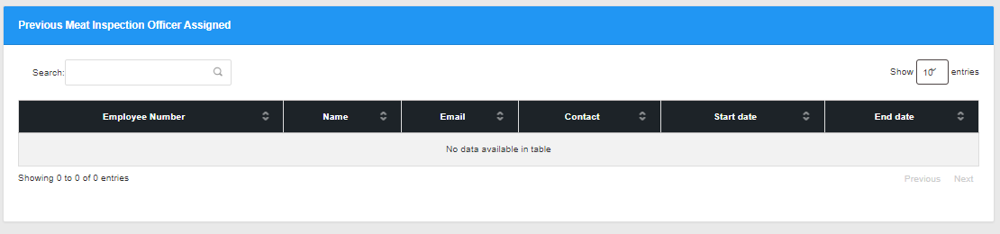 Previous Meat Inspection Officer Assigned
Search: Show 10 entries
Employee Number Name Email Contact Start date End date
No data available in table
Showing 0 to 0 of 0 entries Previous Next